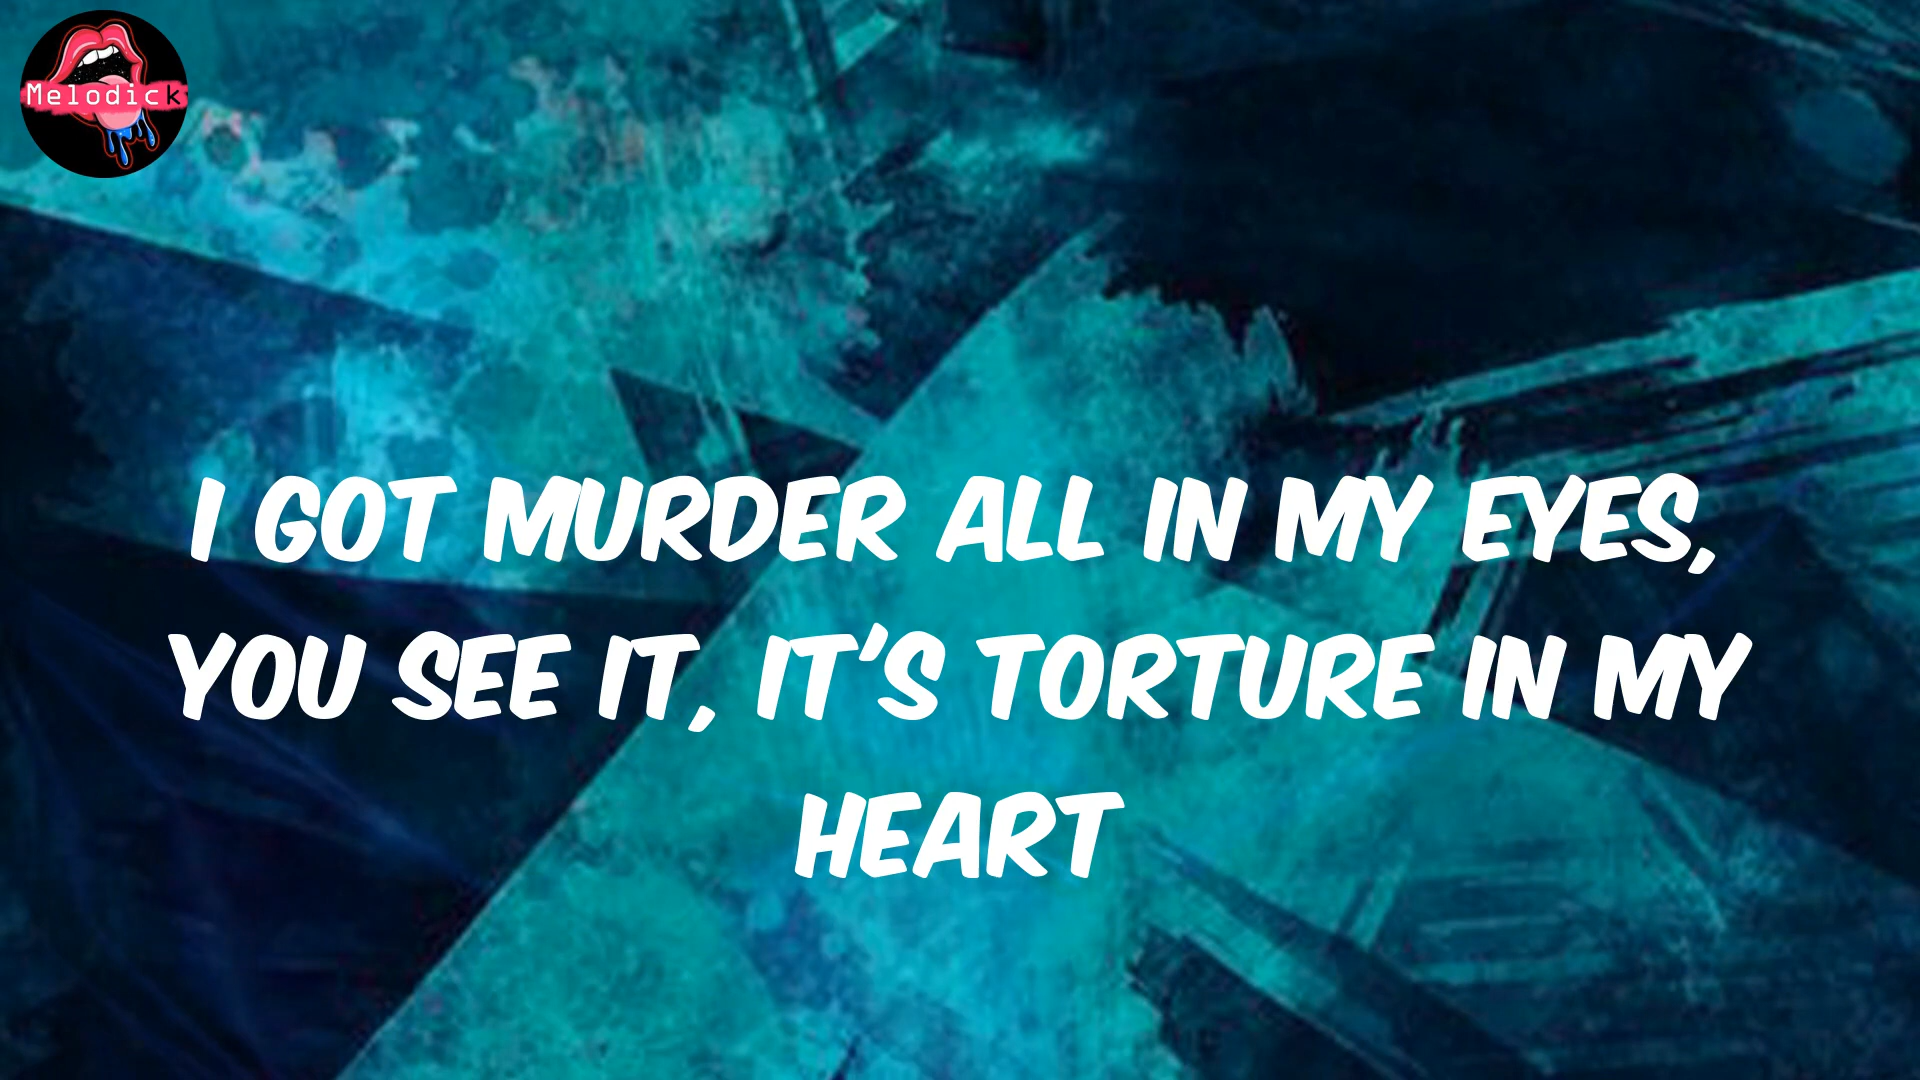 Melodick
I GOT MURDER ALL IN MY EYES,
YOU SEE IT, IT'S TORTURE IN MY
HEART